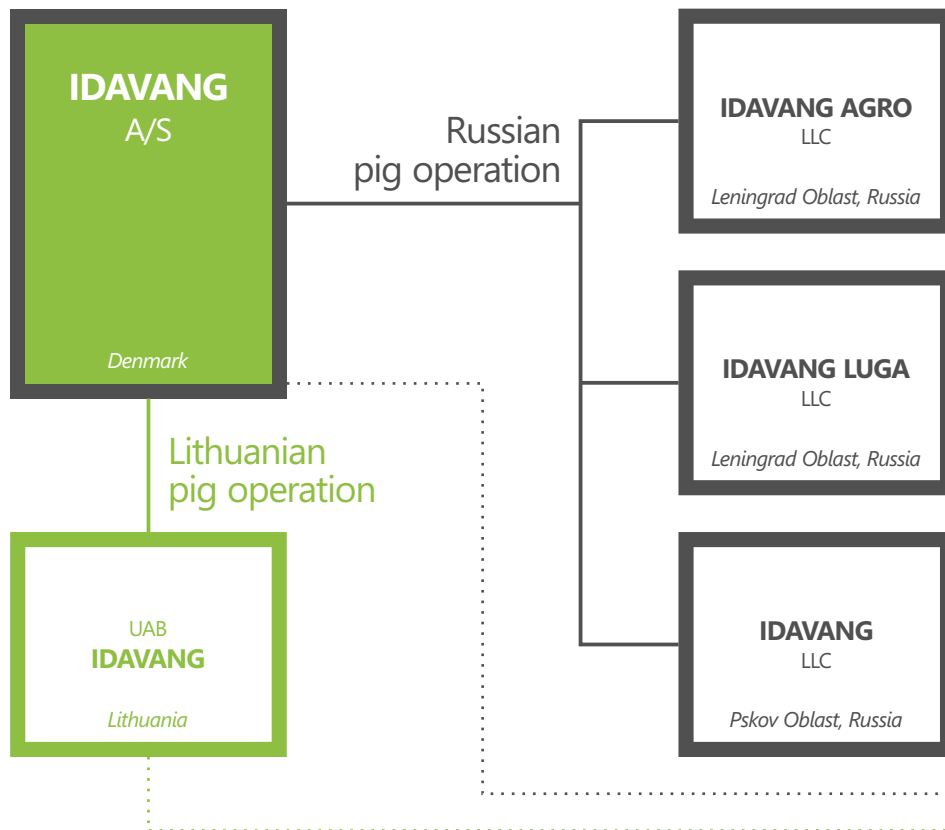 IDAVANG
A/S
Denmark
Russian
pig operation
IDAVANG AGRO
LLC
Leningrad Oblast, Russia
IDAVANG LUGA
LLC
Leningrad Oblast, Russia
Lithuanian
pig operation
UAB
IDAVANG
Lithuania
IDAVANG
LLC
Pskov Oblast, Russia